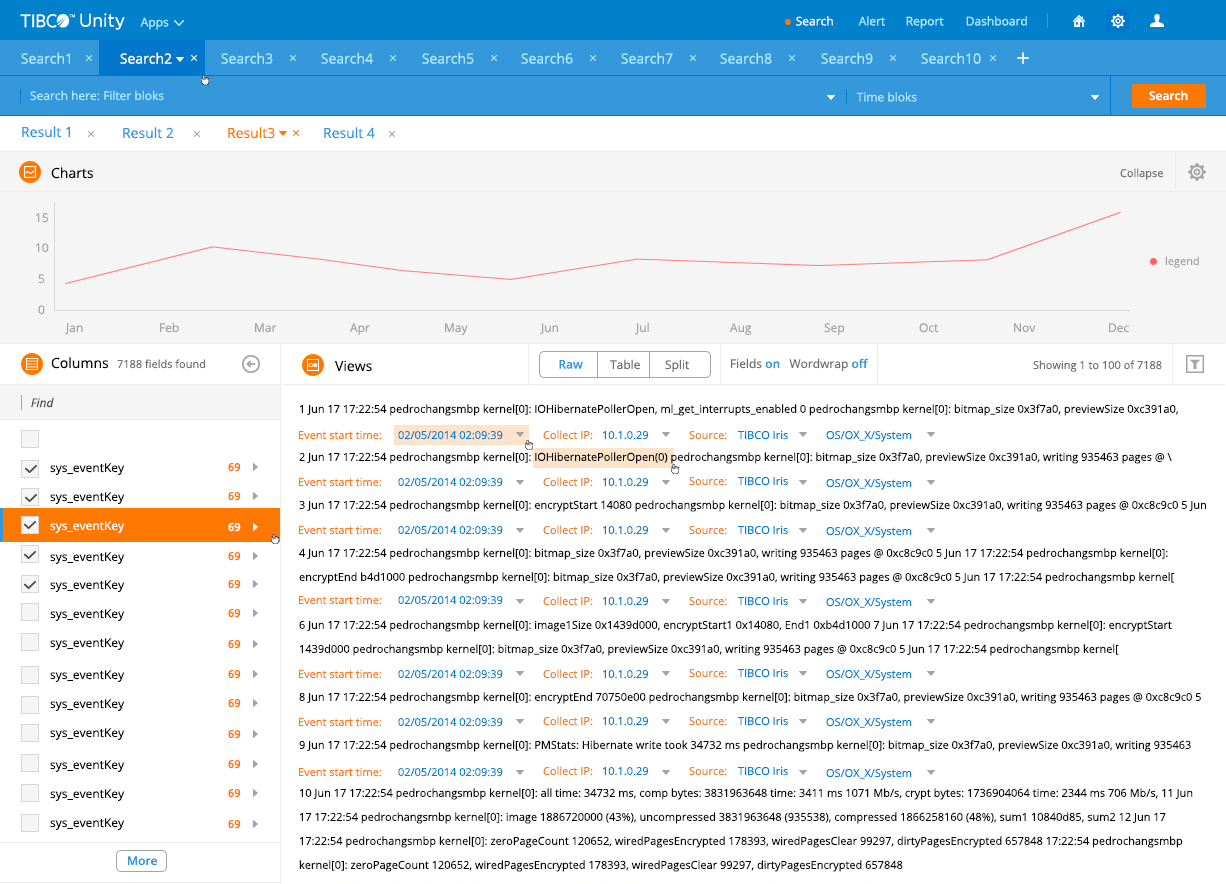 TIBCO™ Unity Apps Search Alert Report Dashboard
Search1 × Search2 × Search3 × Search4 × Search5 × Search6 × Search7 × Search8 × Search9 × Search10 × +
Search here: Filter bloks Time bloks Search
Result 1 × Result 2 × Result3 × Result 4 ×
Charts Collapse
15
10
5
0
legend
Jan Feb Mar Apr May Jun Jul Aug Sep Oct Nov Dec
Columns 7188 fields found
Find
sys_eventKey 69
sys_eventKey 69
sys_eventKey 69
sys_eventKey 69
sys_eventKey 69
sys_eventKey 69
sys_eventKey 69
sys_eventKey 69
sys_eventKey 69
sys_eventKey 69
sys_eventKey 69
sys_eventKey 69
sys_eventKey 69
More
Views Raw Table Split Fields on Wordwrap off Showing 1 to 100 of 7188
1 Jun 17 17:22:54 pedrochangsmbp kernel[0]: IOHibernatePollerOpen, ml_get_interrupts_enabled 0 pedrochangsmbp kernel[0]: bitmap_size 0x3f7a0, previewSize 0xc391a0,
Event start time: 02/05/2014 02:09:39 Collect IP: 10.1.0.29 Source: TIBCO Iris OS/OX_X/System
2 Jun 17 17:22:54 pedrochangsmbp kernel[0]: IOHibernatePollerOpen(0) pedrochangsmbp kernel[0]: bitmap_size 0x3f7a0, previewSize 0xc391a0, writing 935463 pages @ \
Event start time: 02/05/2014 02:09:39 Collect IP: 10.1.0.29 Source: TIBCO Iris OS/OX_X/System
3 Jun 17 17:22:54 pedrochangsmbp kernel[0]: encryptStart 14080 pedrochangsmbp kernel[0]: bitmap_size 0x3f7a0, previewSize 0xc391a0, writing 935463 pages @ 0xc8c9c0 5 Jun
Event start time: 02/05/2014 02:09:39 Collect IP: 10.1.0.29 Source: TIBCO Iris OS/OX_X/System
4 Jun 17 17:22:54 pedrochangsmbp kernel[0]: bitmap_size 0x3f7a0, previewSize 0xc391a0, writing 935463 pages @ 0xc8c9c0 5 Jun 17 17:22:54 pedrochangsmbp kernel[0]:
encryptEnd b4d1000 pedrochangsmbp kernel[0]: bitmap_size 0x3f7a0, previewSize 0xc391a0, writing 935463 pages @ 0xc8c9c0 5 Jun 17 17:22:54 pedrochangsmbp kernel[
Event start time: 02/05/2014 02:09:39 Collect IP: 10.1.0.29 Source: TIBCO Iris OS/OX_X/System
6 Jun 17 17:22:54 pedrochangsmbp kernel[0]: image1Size 0x1439d000, encryptStart1 0x14080, End1 0xb4d1000 7 Jun 17 17:22:54 pedrochangsmbp kernel[0]: encryptStart
1439d000 pedrochangsmbp kernel[0]: bitmap_size 0x3f7a0, previewSize 0xc391a0, writing 935463 pages @ 0xc8c9c0 5 Jun 17 17:22:54 pedrochangsmbp kernel[
Event start time: 02/05/2014 02:09:39 Collect IP: 10.1.0.29 Source: TIBCO Iris OS/OX_X/System
8 Jun 17 17:22:54 pedrochangsmbp kernel[0]: encryptEnd 70750e00 pedrochangsmbp kernel[0]: bitmap_size 0x3f7a0, previewSize 0xc391a0, writing 935463 pages @ 0xc8c9c0 5
Event start time: 02/05/2014 02:09:39 Collect IP: 10.1.0.29 Source: TIBCO Iris OS/OX_X/System
9 Jun 17 17:22:54 pedrochangsmbp kernel[0]: PMStats: Hibernate write took 34732 ms pedrochangsmbp kernel[0]: bitmap_size 0x3f7a0, previewSize 0xc391a0, writing 935463
Event start time: 02/05/2014 02:09:39 Collect IP: 10.1.0.29 Source: TIBCO Iris OS/OX_X/System
10 Jun 17 17:22:54 pedrochangsmbp kernel[0]: all time: 34732 ms, comp bytes: 3831963648 time: 3411 ms 1071 Mb/s, crypt bytes: 1736904064 time: 2344 ms 706 Mb/s, 11 Jun
17 17:22:54 pedrochangsmbp kernel[0]: image 1886720000 (43%), uncompressed 3831963648 (935538), compressed 1866258160 (48%), sum1 10840d85, sum2 12 Jun 17
17:22:54 pedrochangsmbp kernel[0]: zeroPageCount 120652, wiredPagesEncrypted 178393, wiredPagesClear 99297, dirtyPagesEncrypted 657848 17:22:54 pedrochangsmbp
kernel[0]: zeroPageCount 120652, wiredPagesEncrypted 178393, wiredPagesClear 99297, dirtyPagesEncrypted 657848